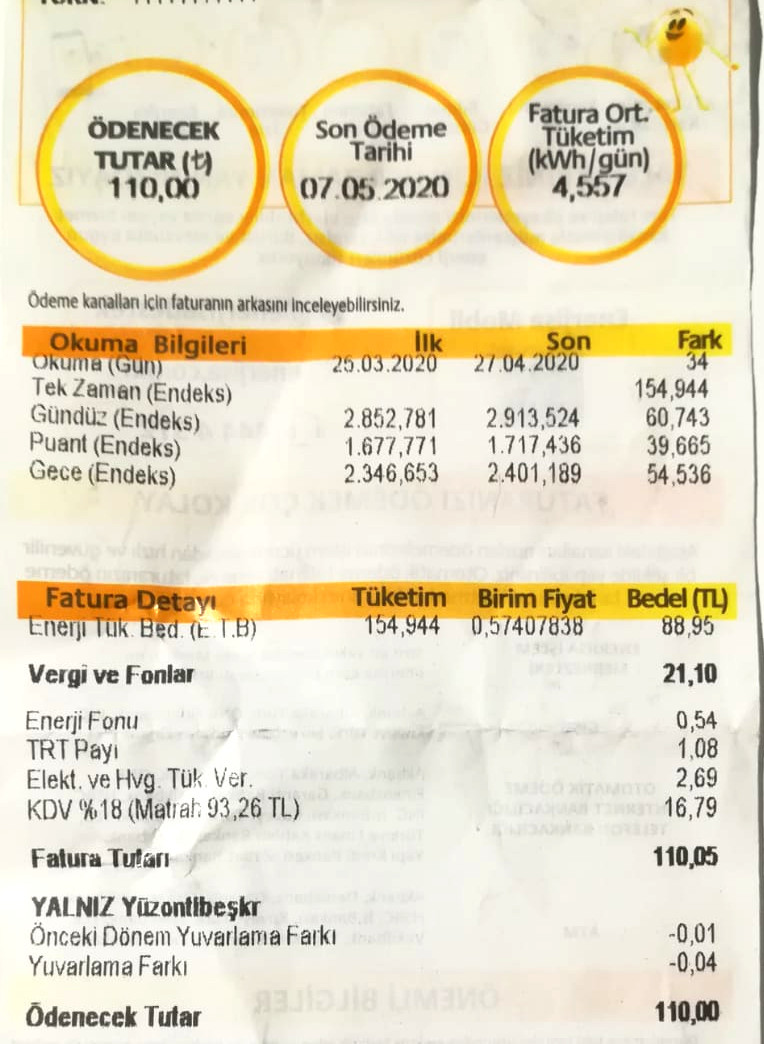 ÖDENECEK
TUTAR (₺)
110,00
Son Ödeme
Tarihi
07.05.2020
Fatura Ort.
Tüketim
(kWh/gün)
4,557
Ödeme kanalları için faturanın arkasını inceleyebilirsiniz.
Okuma Bilgileri İlk Son Fark
Okuma (Gün) 25.03.2020 27.04.2020 34
Tek Zaman (Endeks) 154,944
Gündüz (Endeks) 2.852,781 2.913,524 60,743
Puant (Endeks) 1.677,771 1.717,436 39,665
Gece (Endeks) 2.346,653 2.401,189 54,536
Fatura Detayı Tüketim Birim Fiyat Bedel (TL)
Enerji Tük. Bed. (E.T.B) 154,944 0,57407838 88,95
Vergi ve Fonlar 21,10
Enerji Fonu 0,54
TRT Payı 1,08
Elekt. ve Hvg. Tük. Ver. 2,69
KDV %18 (Matrah 93,26 TL) 16,79
Fatura Tutarı 110,05
YALNIZ Yüzontlbeşkr
Önceki Dönem Yuvarlama Farkı -0,01
Yuvarlama Farkı -0,04
Ödenecek Tutar 110,00